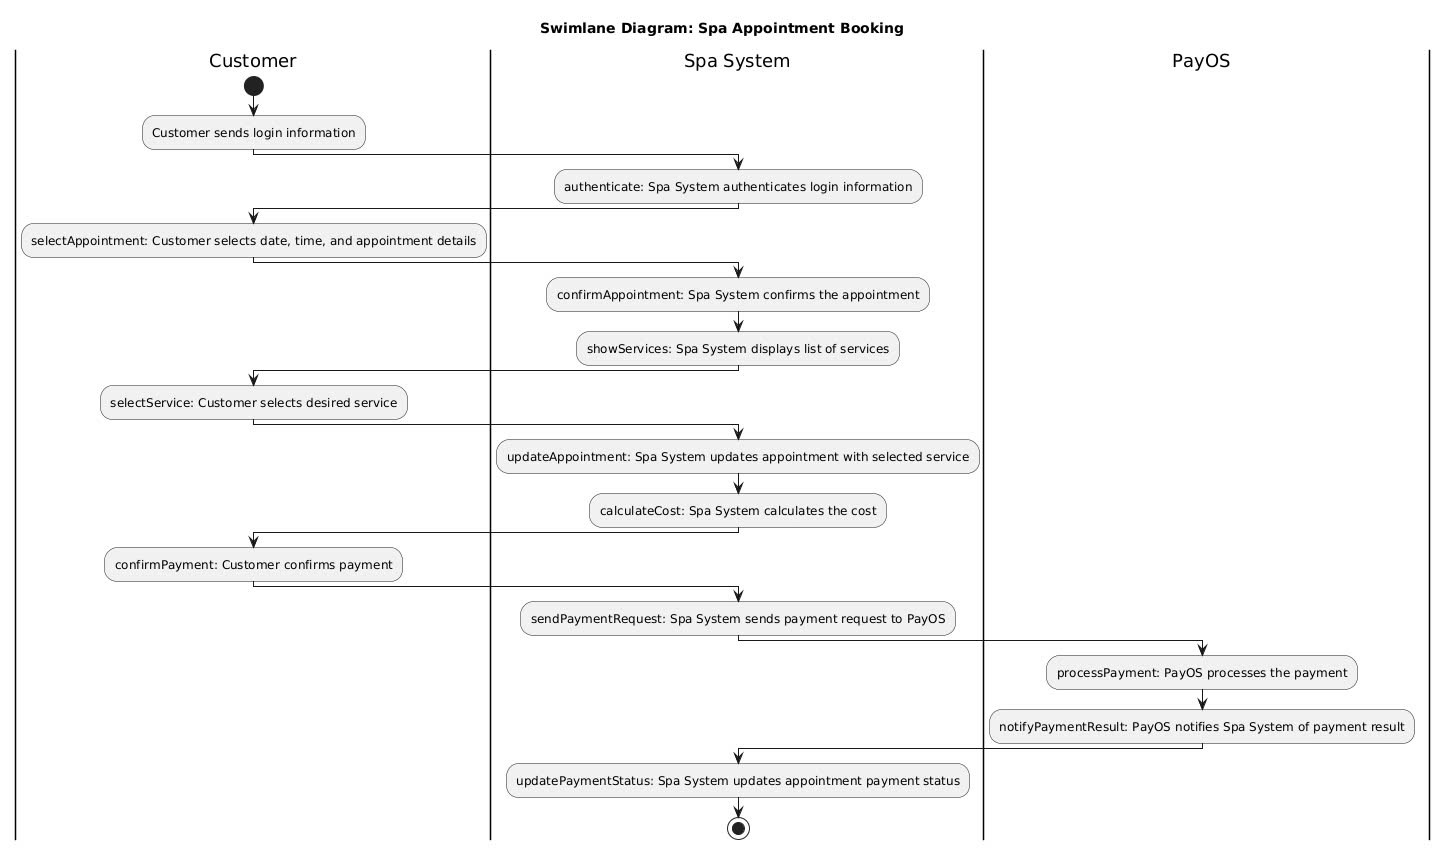 Swimlane Diagram: Spa Appointment Booking
Customer
Spa System
PayOS
Customer sends login information
authenticate: Spa System authenticates login information
selectAppointment: Customer selects date, time, and appointment details
confirmAppointment: Spa System confirms the appointment
showServices: Spa System displays list of services
selectService: Customer selects desired service
updateAppointment: Spa System updates appointment with selected service
calculateCost: Spa System calculates the cost
confirmPayment: Customer confirms payment
sendPaymentRequest: Spa System sends payment request to PayOS
processPayment: PayOS processes the payment
notifyPaymentResult: PayOS notifies Spa System of payment result
updatePaymentStatus: Spa System updates appointment payment status